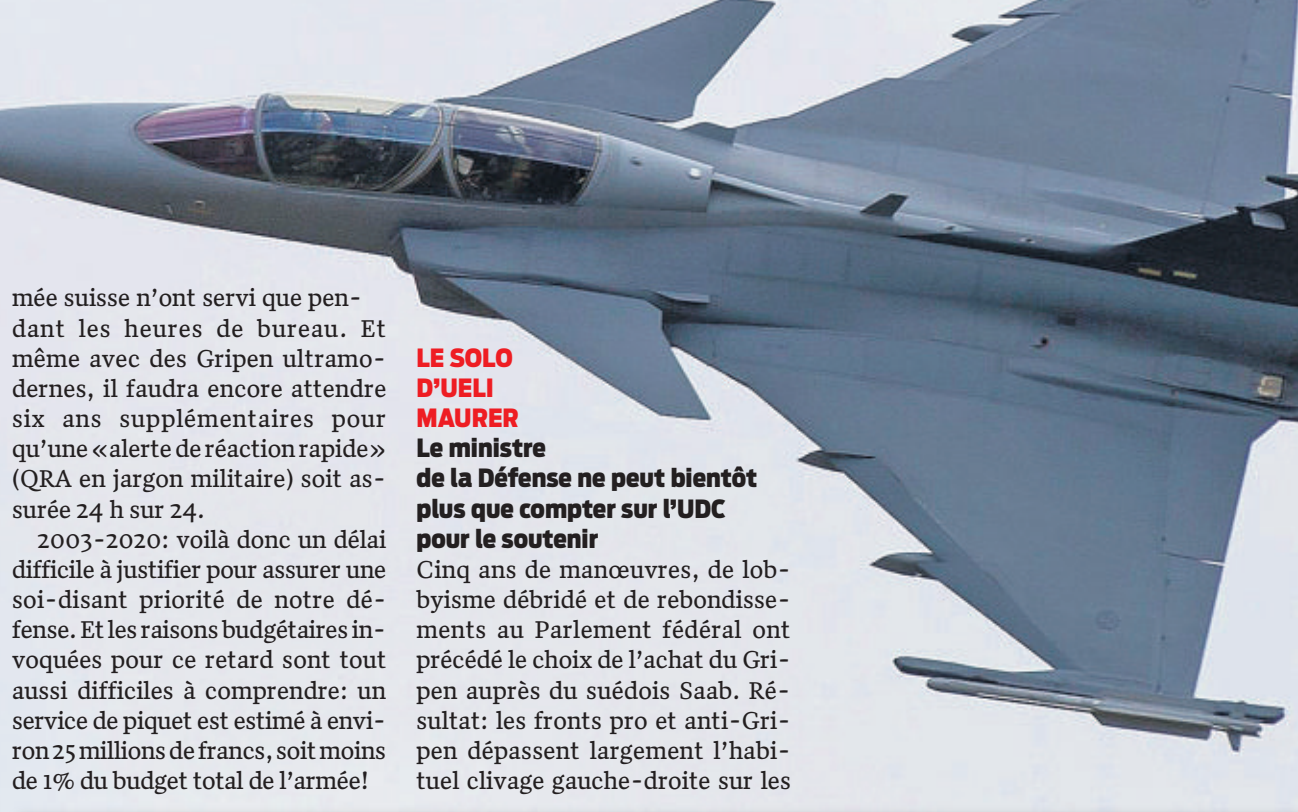 mée suisse n’ont servi que pen-
dant les heures de bureau. Et
même avec des Gripen ultramo-
dernes, il faudra encore attendre
six ans supplémentaires pour
qu’une «alerte de réaction rapide»
(QRA en jargon militaire) soit as-
surée 24 h sur 24.
2003-2020: voilà donc un délai
difficile à justifier pour assurer une
soi-disant priorité de notre dé-
fense. Et les raisons budgétaires in-
voquées pour ce retard sont tout
aussi difficiles à comprendre: un
service de piquet est estimé à envi-
ron 25 millions de francs, soit moins
de 1% du budget total de l’armée!
LE SOLO
D’UELI
MAURER
Le ministre
de la Défense ne peut bientôt
plus que compter sur l’UDC
pour le soutenir
Cinq ans de manœuvres, de lob-
byisme débridé et de rebondisse-
ments au Parlement fédéral ont
précédé le choix de l’achat du Gri-
pen auprès du suédois Saab. Ré-
sultat: les fronts pro et anti-Gri-
pen dépassent largement l’habi-
tuel clivage gauche-droite sur les